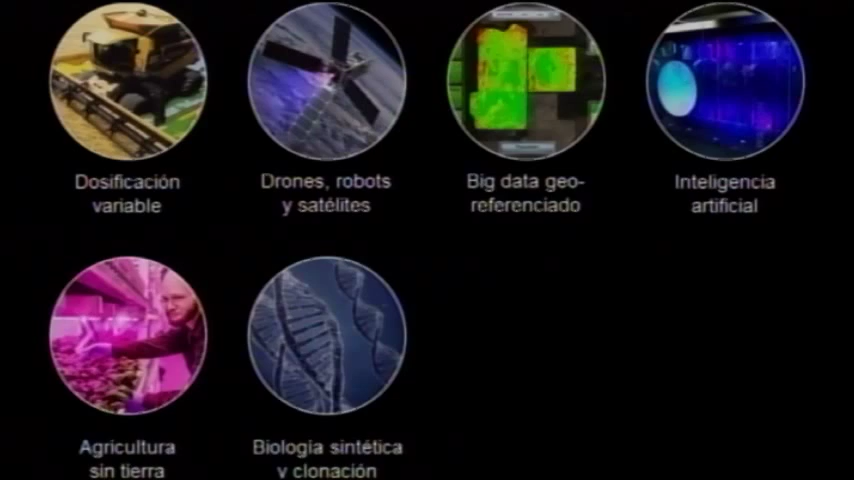 Dosificación
variable
Drones, robots
y satélites
Big data geo-
referenciado
Inteligencia
artificial
Agricultura
sin tierra
Biología sintética
y clonación